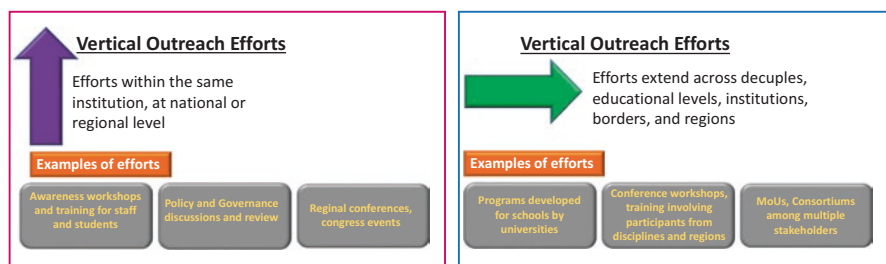 Vertical Outreach Efforts
Efforts within the same
institution, at national or
regional level
Examples of efforts
Awareness workshops
and training for staff
and students
Policy and Governance
discussions and review
Reginal conferences,
congress events
Vertical Outreach Efforts
Efforts extend across decuples,
educational levels, institutions,
borders, and regions
Examples of efforts
Programs developed
for schools by
universities
Conference workshops,
training involving
participants from
disciplines and regions
MoUs, Consortiums
among multiple
stakeholders